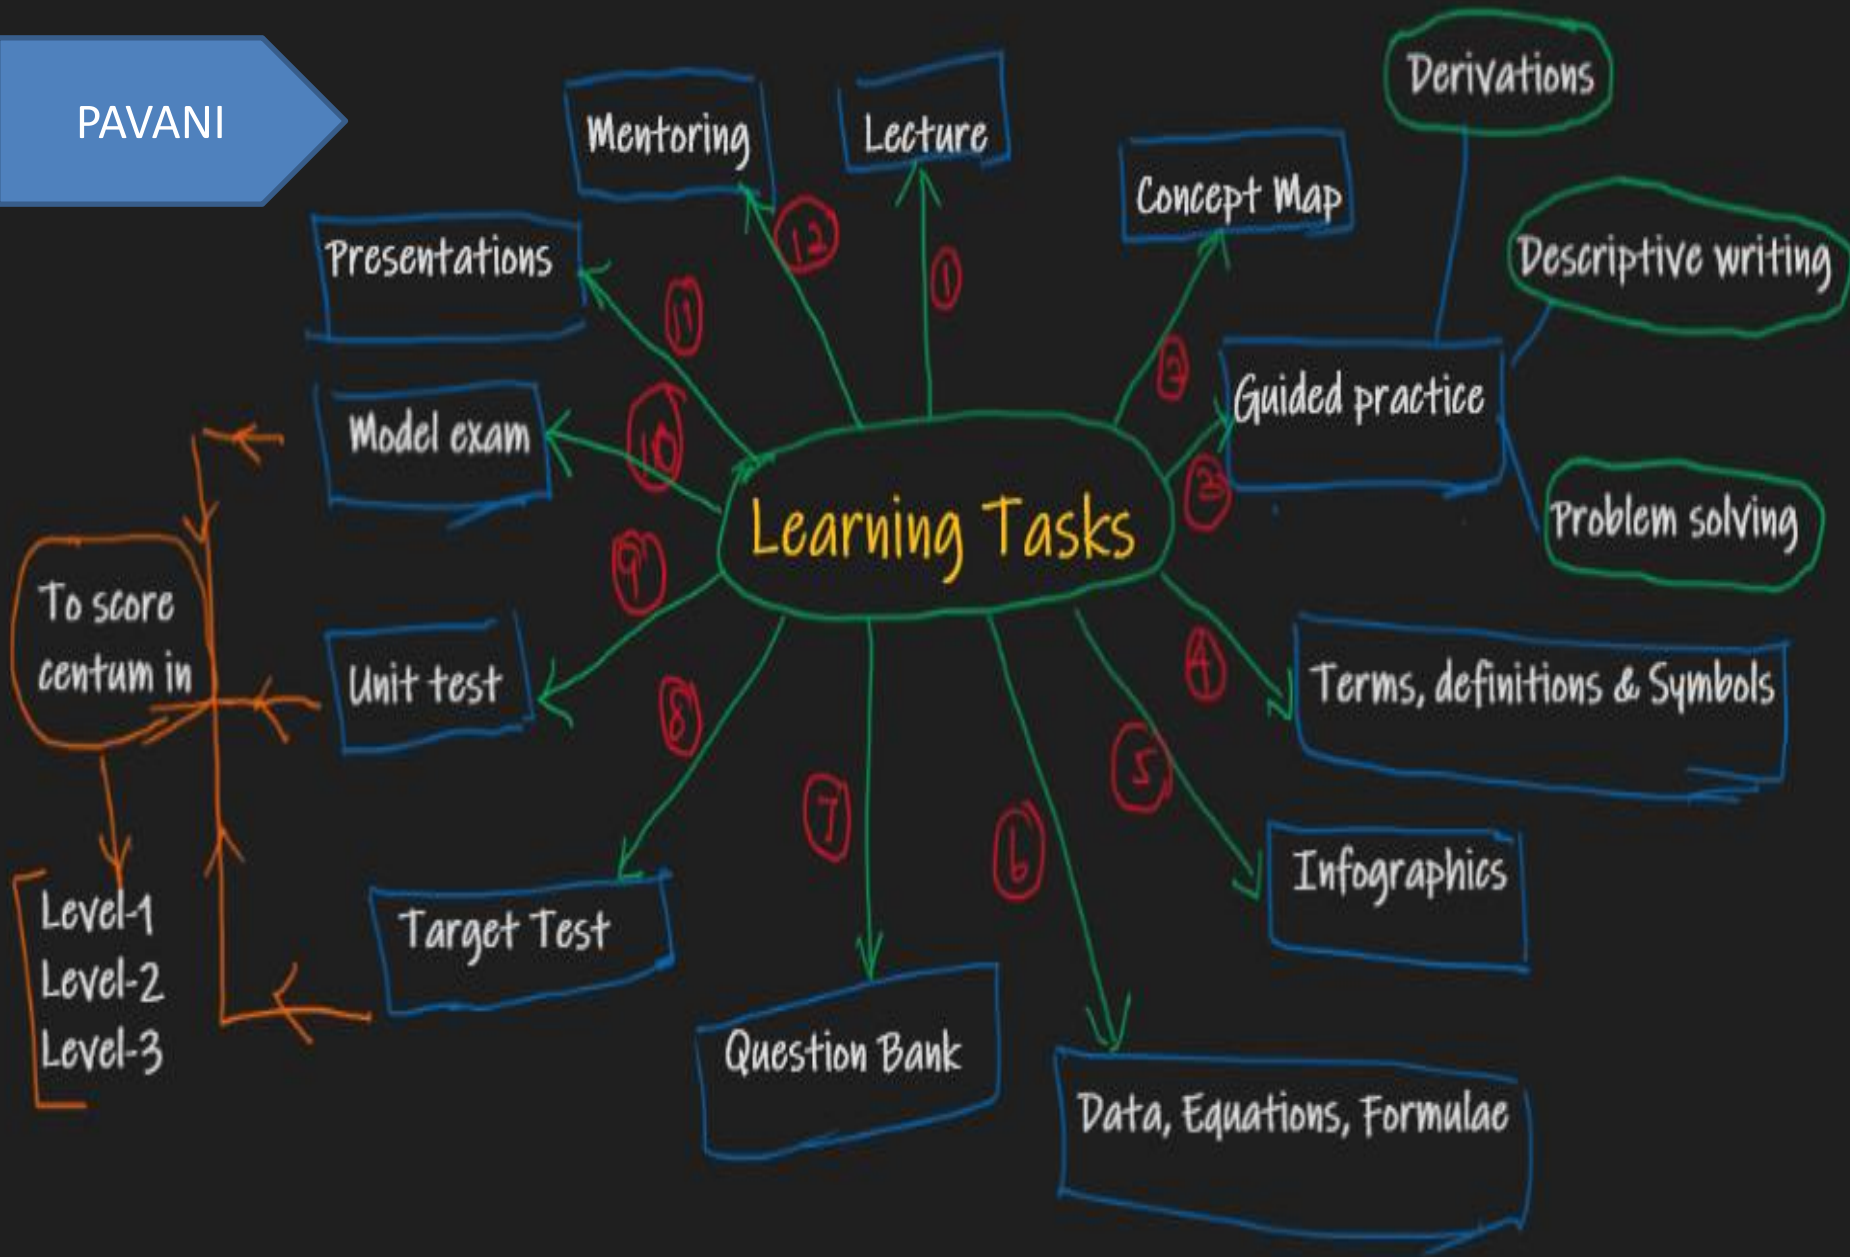 PAVANI
Derivations
Mentoring
Lecture
Concept Map
Descriptive writing
Presentations
12
1
11
2
Guided practice
Model exam
10
3
Learning Tasks
Problem solving
9
To score
centum in
Unit test
8
4
Terms, definitions & Symbols
7
5
6
Infographics
Level-1
Level-2
Level-3
Target Test
Question Bank
Data, Equations, Formulae